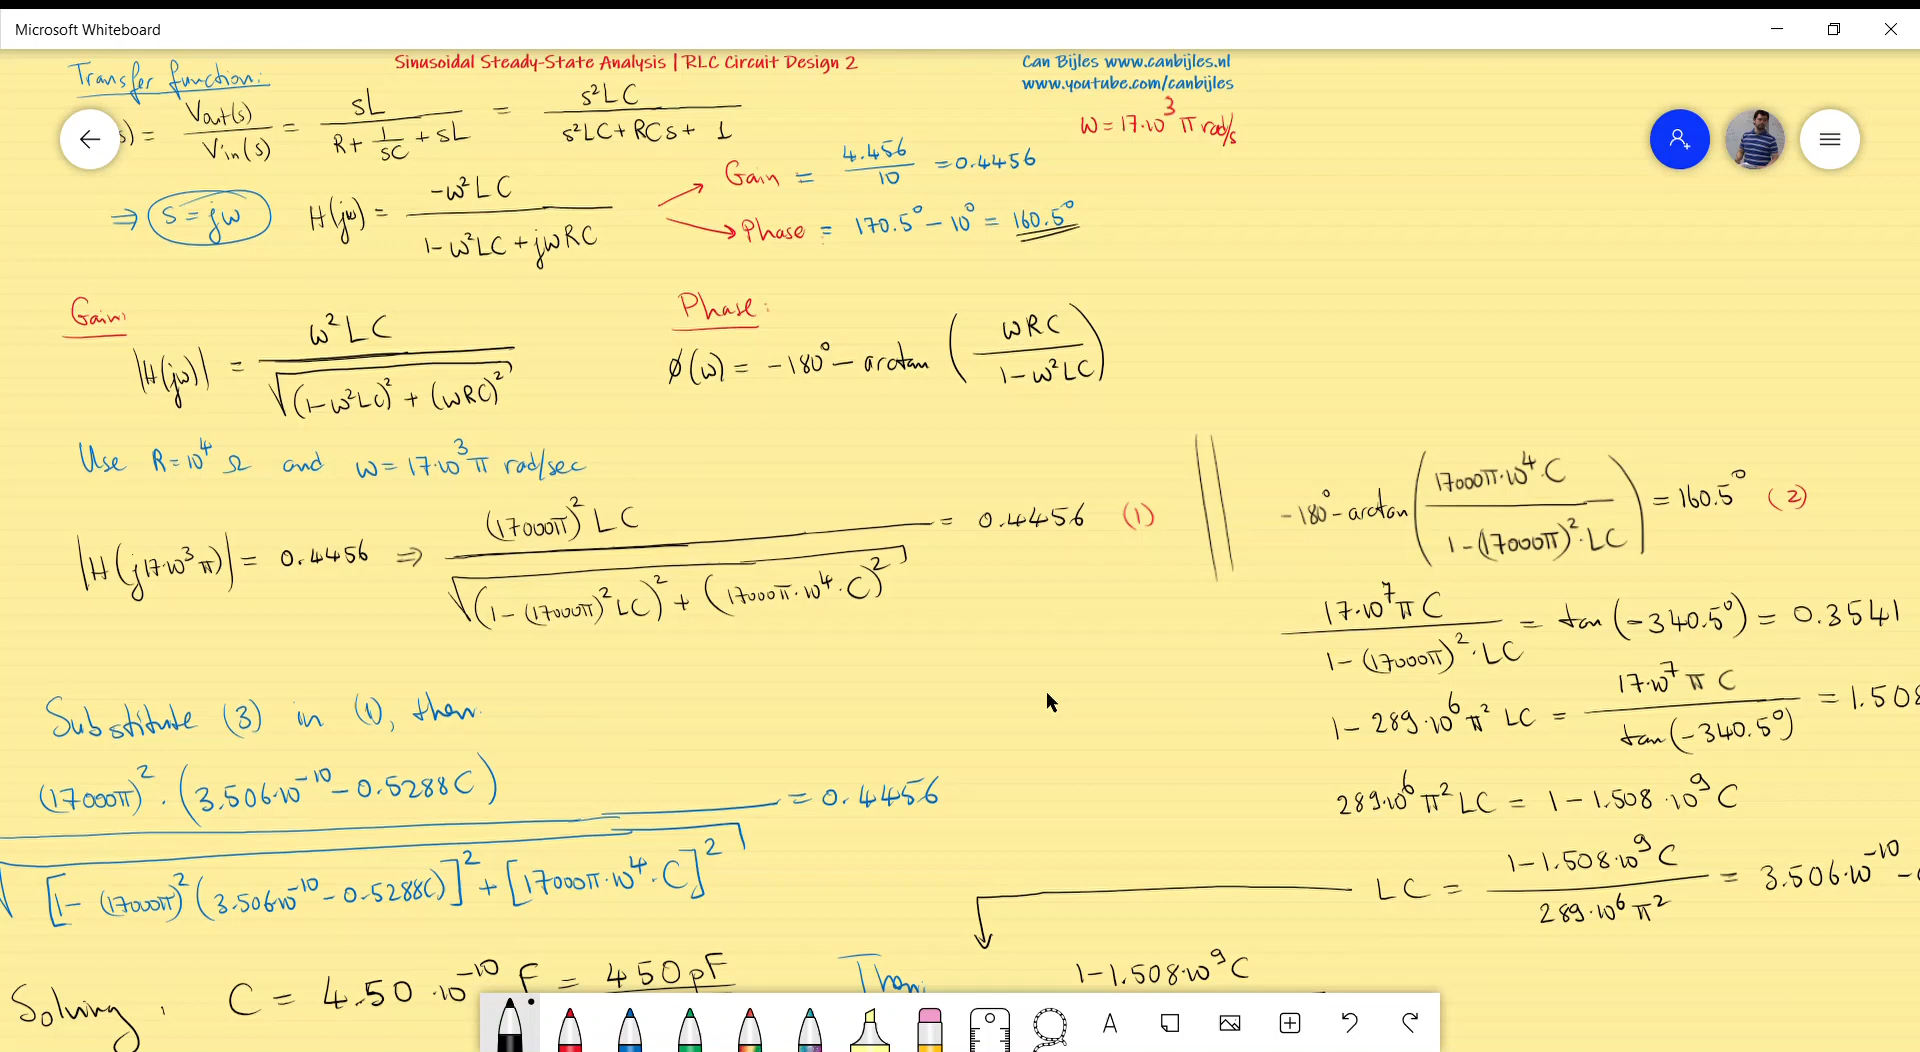 Microsoft Whiteboard
Sinusoidal Steady-State Analysis | RLC Circuit Design 2
Can Bijles www.canbijles.nl
www.youtube.com/canbijles
Transfer function:
s) = Vout(s) / Vin(s) = sL / (R + 1/sC + sL) = s²LC / (s²LC + RCs + 1)
ω = 17·10³ π rad/s
⇒ s = jω H(jω) = -ω²LC / (1-ω²LC + jωRC)
Gain = 4.456 / 10 = 0.4456
Phase = 170.5° - 10° = 160.5°
Gain:
|H(jω)| = ω²LC / √((1-ω²LC)² + (ωRC)²)
Phase:
∅(ω) = -180° - arctan (ωRC / (1-ω²LC))
Use R = 10⁴ Ω and ω = 17·10³ π rad/sec
|H(j17·10³π)| = 0.4456 ⇒ (17000π)² LC / √((1-(17000π)² LC)² + (17000π·10⁴·C)²) = 0.4456 (1)
-180° - arctan (17000π·10⁴·C / (1-(17000π)²·LC)) = 160.5° (2)
17·10⁷πC / (1-(17000π)²·LC) = tan(-340.5°) = 0.3541
1 - 289·10⁶π² LC = 17·10⁷ π C / tan(-340.5°) = 1.508
289·10⁶ π² LC = 1 - 1.508·10⁹ C
LC = (1-1.508·10⁹ C) / (289·10⁶ π²) = 3.506·10⁻¹⁰ -
Substitute (3) in (1), then:
(17000π)² · (3.506·10⁻¹⁰ - 0.5288C) / √([1-(17000π)²(3.506·10⁻¹⁰ - 0.5288C)]² + [17000π·10⁴·C]²) = 0.4456
Solving: C = 4.50·10⁻¹⁰ F = 450pF
Then:
1-1.508·10⁹C
A